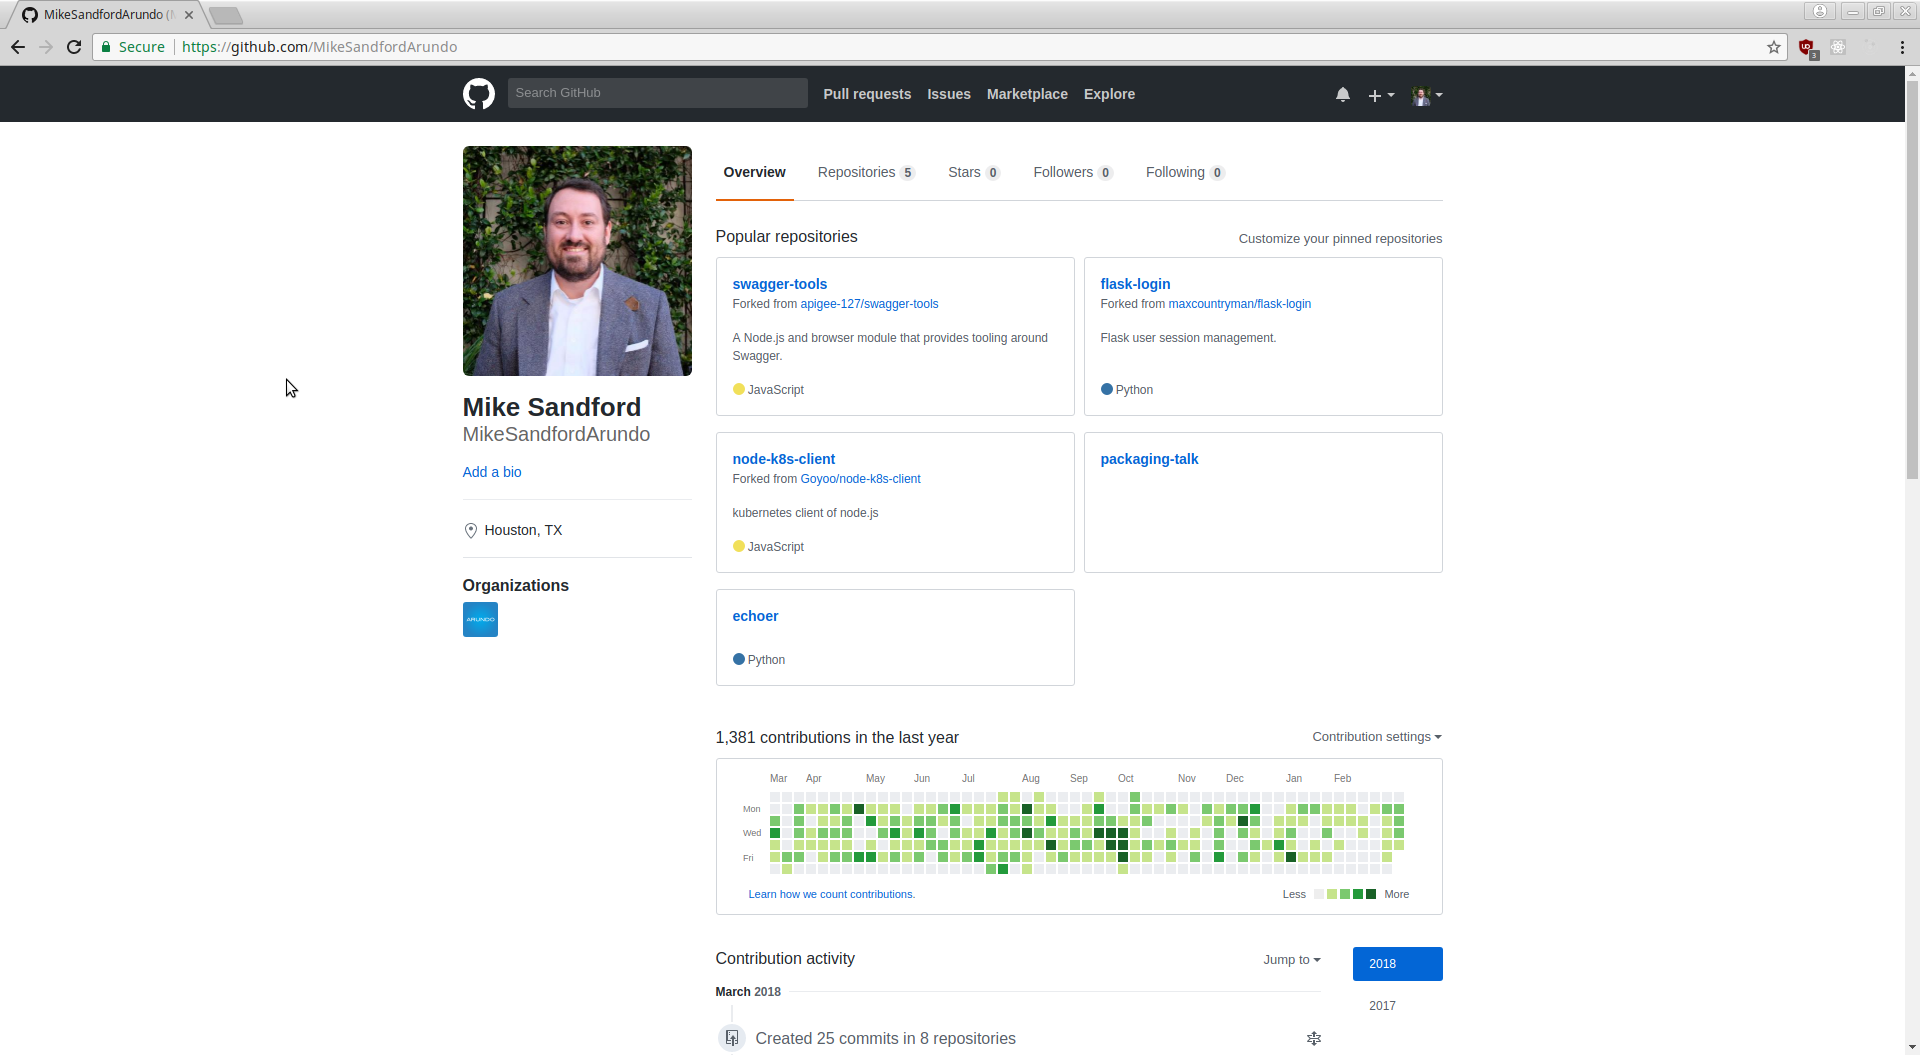 MikeSandfordArundo (
Secure https://github.com/MikeSandfordArundo
3
Search GitHub
Pull requests Issues Marketplace Explore
Overview Repositories 5 Stars 0 Followers 0 Following 0
Mike Sandford
MikeSandfordArundo
Add a bio
Houston, TX
Organizations
ARUNDO
Popular repositories Customize your pinned repositories
swagger-tools
Forked from apigee-127/swagger-tools
A Node.js and browser module that provides tooling around
Swagger.
JavaScript
flask-login
Forked from maxcountryman/flask-login
Flask user session management.
Python
node-k8s-client
Forked from Goyoo/node-k8s-client
kubernetes client of node.js
JavaScript
packaging-talk
echoer
Python
1,381 contributions in the last year Contribution settings
Mar Apr May Jun Jul Aug Sep Oct Nov Dec Jan Feb
Mon
Wed
Fri
Learn how we count contributions. Less More
Contribution activity Jump to 2018
2017
March 2018
Created 25 commits in 8 repositories